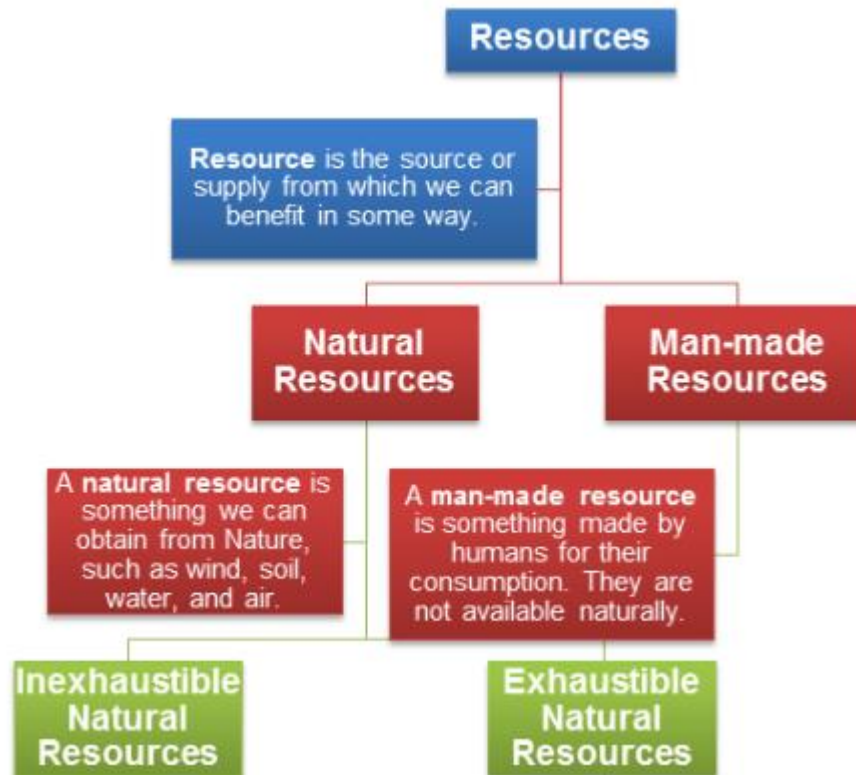 Resources
Resource is the source or
supply from which we can
benefit in some way.
Natural
Resources
Man-made
Resources
A natural resource is
something we can
obtain from Nature,
such as wind, soil,
water, and air.
A man-made resource
is something made by
humans for their
consumption. They are
not available naturally.
Inexhaustible
Natural
Resources
Exhaustible
Natural
Resources